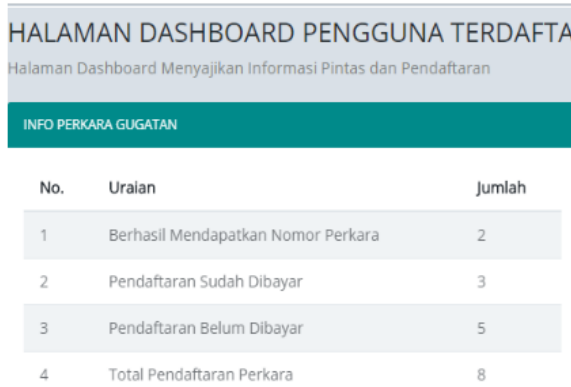 HALAMAN DASHBOARD PENGGUNA TERDAFTA
Halaman Dashboard Menyajikan Informasi Pintas dan Pendaftaran
INFO PERKARA GUGATAN
No. Uraian Jumlah
1 Berhasil Mendapatkan Nomor Perkara 2
2 Pendaftaran Sudah Dibayar 3
3 Pendaftaran Belum Dibayar 5
4 Total Pendaftaran Perkara 8